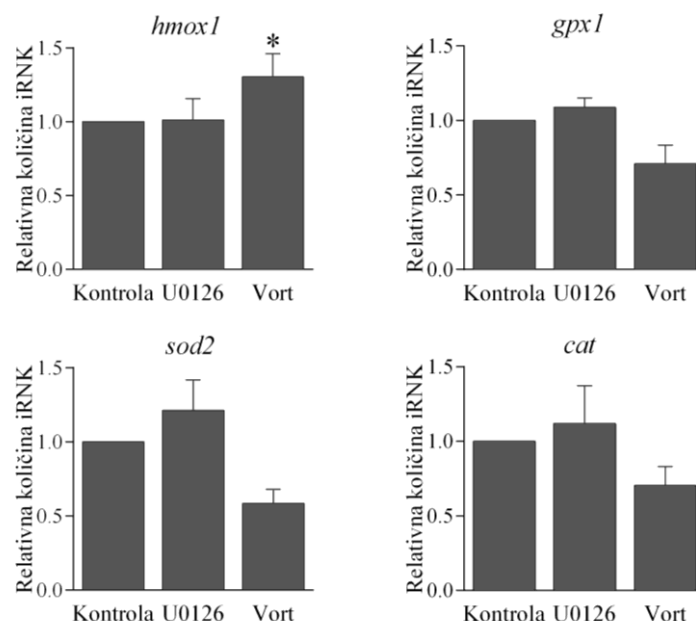 hmox1
gpx1
*
Relativna količina iRNK
1.5
1.0
0.5
0.0
Kontrola U0126 Vort
Relativna količina iRNK
1.5
1.0
0.5
0.0
Kontrola U0126 Vort
sod2
cat
Relativna količina iRNK
1.5
1.0
0.5
0.0
Kontrola U0126 Vort
Relativna količina iRNK
1.5
1.0
0.5
0.0
Kontrola U0126 Vort